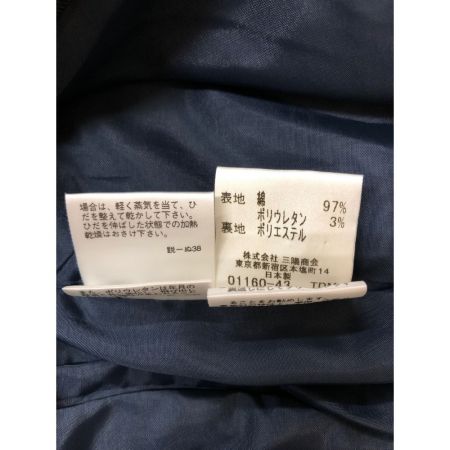 場合は、軽く蒸気を当て、ひ
だを整えて乾かして下さい。
ひだを伸ばした状態での加熱
乾燥はおさけ下さい。
説－ぬ38
表地 綿 97%
ポリウレタン 3%
裏地 ポリエステル
株式会社 三陽商会
東京都新宿区本塩町14
日本製
01160-43